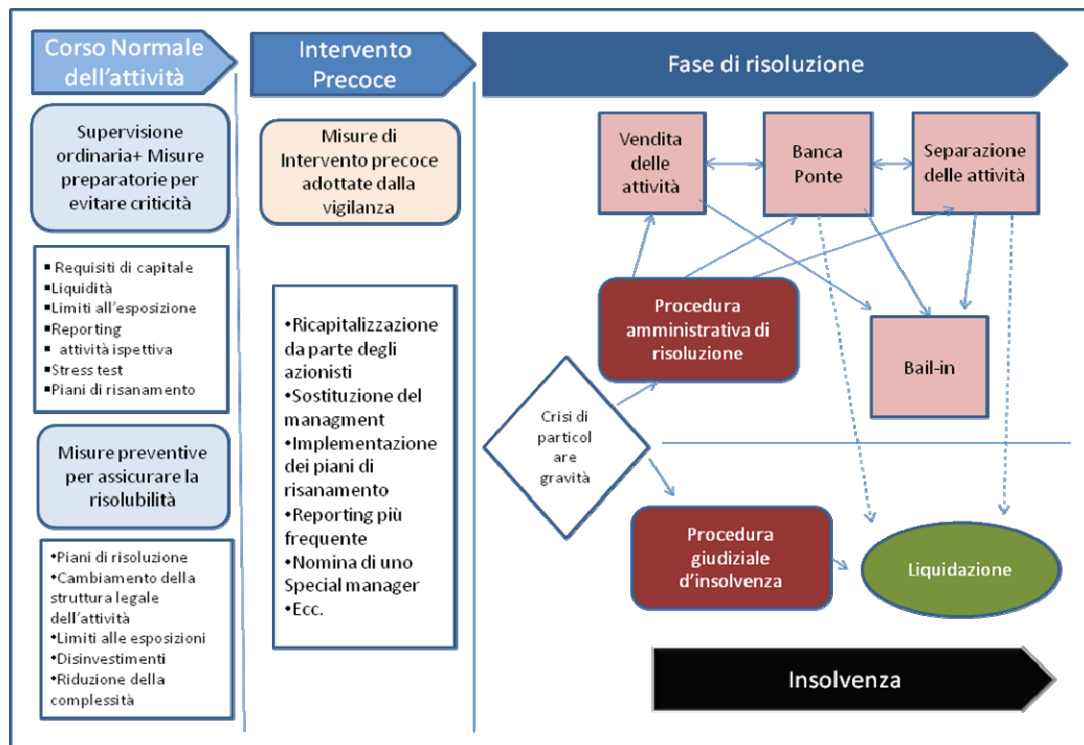 Corso Normale
dell'attività
Supervisione
ordinaria+ Misure
preparatorie per
evitare criticità
▪ Requisiti di capitale
▪Liquidità
▪Limiti all'esposizione
▪Reporting
▪ attività ispettiva
▪Stress test
▪Piani di risanamento
Misure preventive
per assicurare la
risolubilità
•Piani di risoluzione
•Cambiamento della
struttura legale
dell'attività
•Limiti alle esposizioni
•Disinvestimenti
•Riduzione della
complessità
Intervento
Precoce
Misure di
Intervento precoce
adottate dalla
vigilanza
•Ricapitalizzazione
da parte degli
azionisti
•Sostituzione del
managment
•Implementazione
dei piani di
risanamento
•Reporting più
frequente
•Nomina di uno
Special manager
•Ecc.
Fase di risoluzione
Vendita
delle
attività
Banca
Ponte
Separazione
delle attività
Procedura
amministrativa di
risoluzione
Bail-in
Crisi di
particol
are
gravità
Procedura
giudiziale
d'insolvenza
Liquidazione
Insolvenza